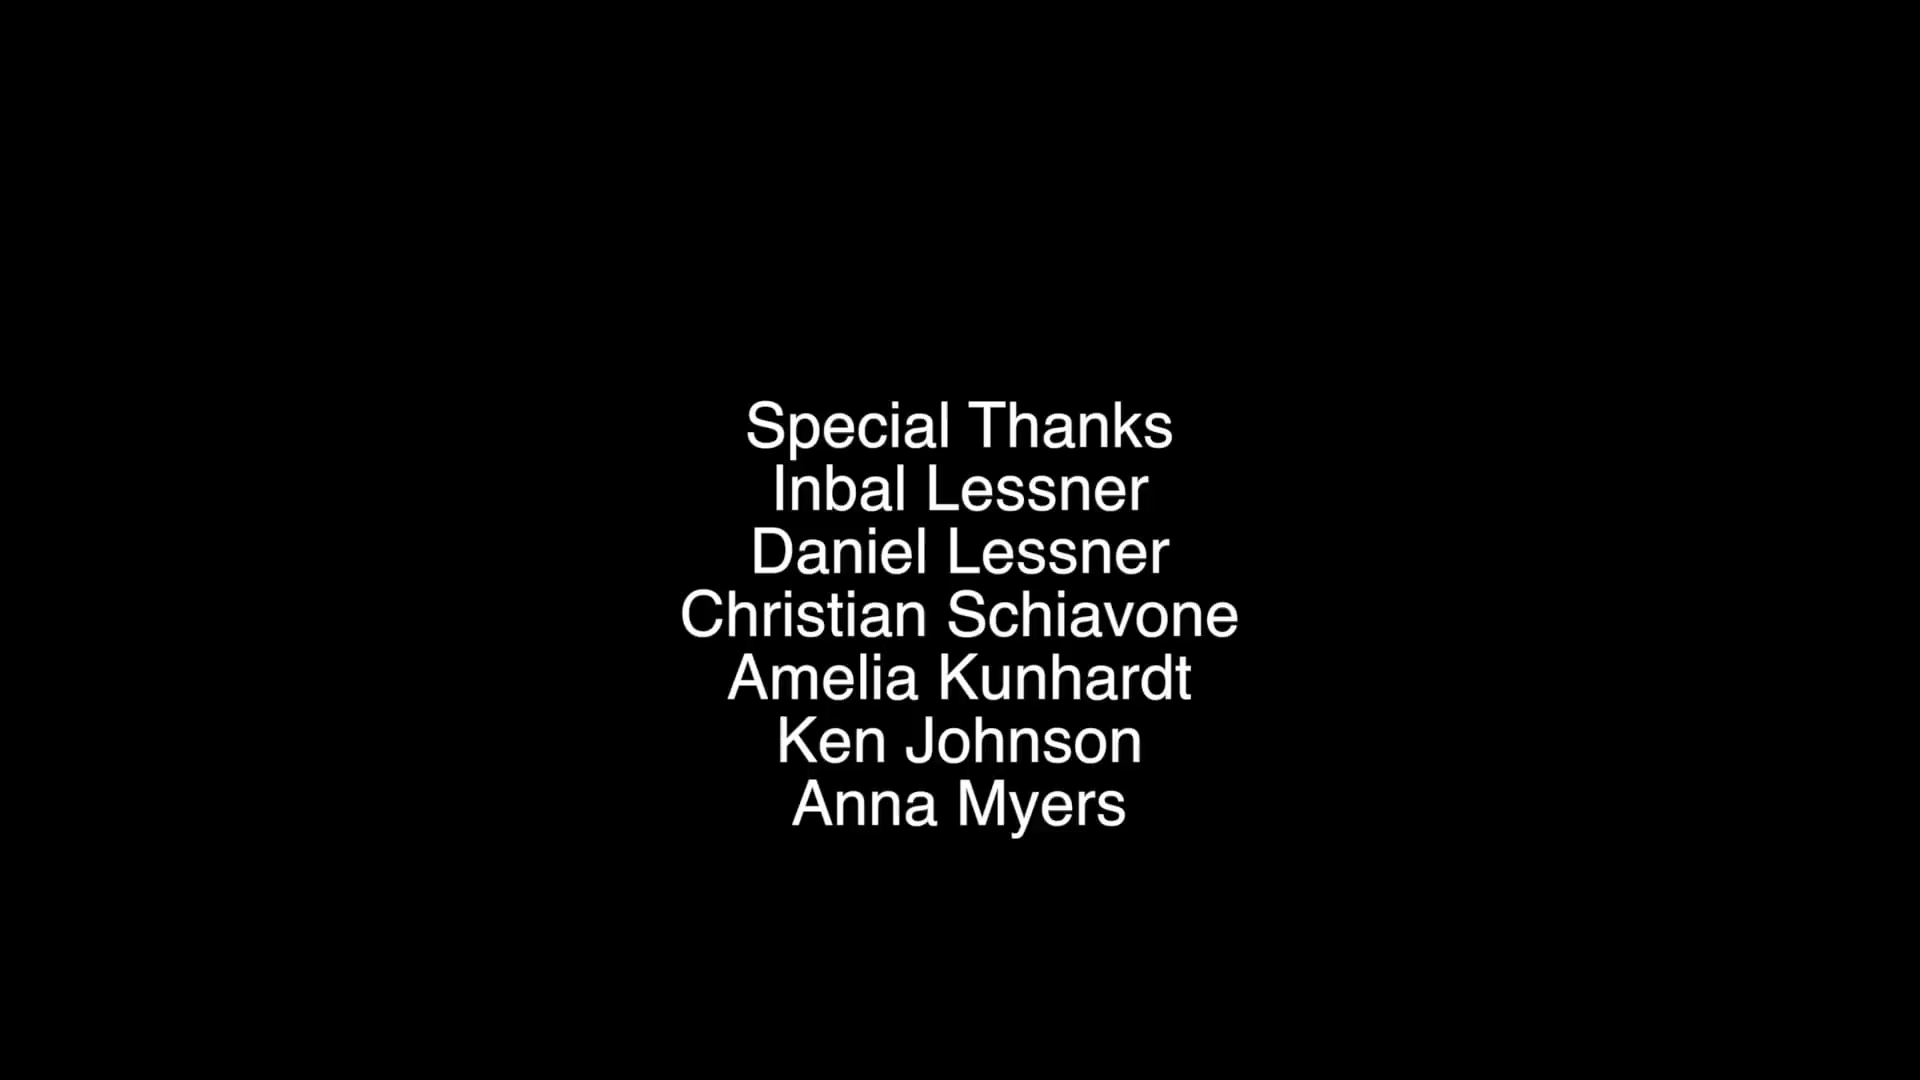 Special Thanks
Inbal Lessner
Daniel Lessner
Christian Schiavone
Amelia Kunhardt
Ken Johnson
Anna Myers